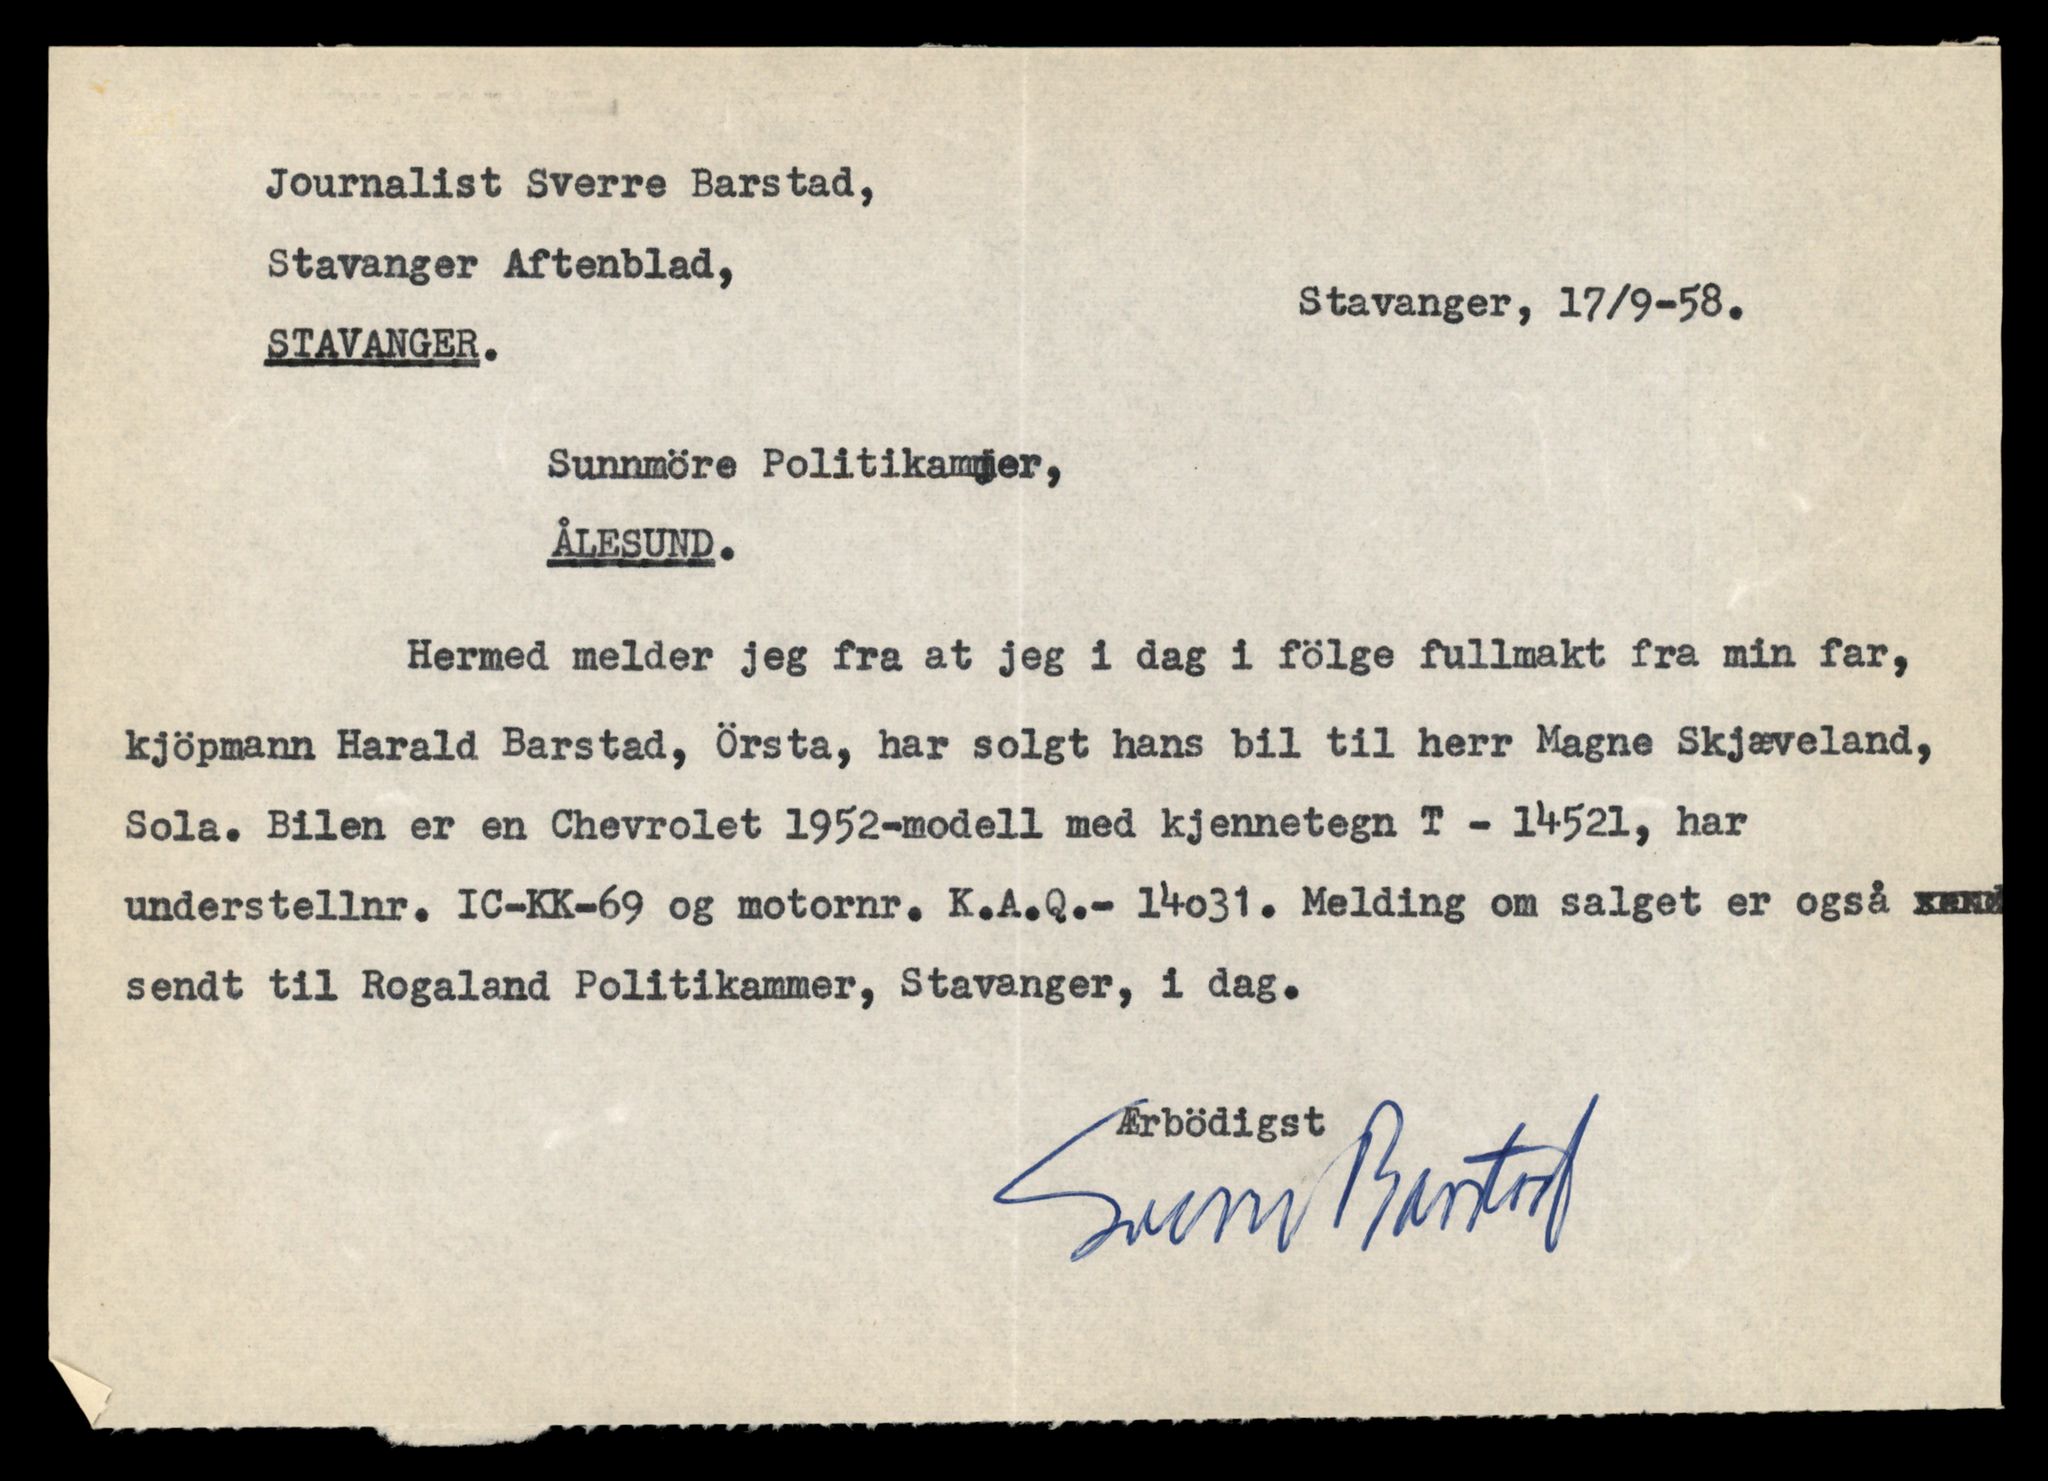 Journalist Sverre Barstad,
Stavanger Aftenblad,
Stavanger, 17/9-58.
STAVANGER.
Sunnmöre Politikammer,
ÅLESUND.
Hermed melder jeg fra at jeg i dag i fölge fullmakt fra min far,
kjöpmann Harald Barstad, Örsta, har solgt hans bil til herr Magne Skjæveland,
Sola. Bilen er en Chevrolet 1952-modell med kjennetegn T - 14521, har
understellnr. IC-KK-69 og motornr. K.A.Q.- 14o31. Melding om salget er også
sendt til Rogaland Politikammer, Stavanger, i dag.
Ærbödigst
Sverre Barstad